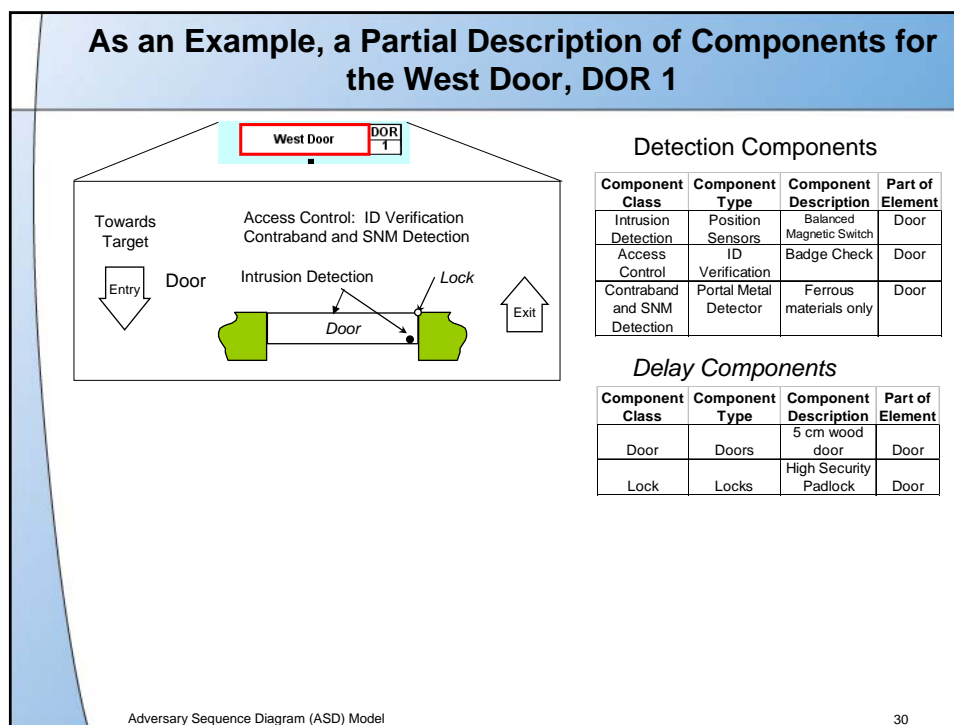 As an Example, a Partial Description of Components for
the West Door, DOR 1
West Door
DOR
1
Towards
Target
Entry
Door
Access Control: ID Verification
Contraband and SNM Detection
Intrusion Detection
Lock
Door
Exit
Detection Components
Component Class | Component Type | Component Description | Part of Element
Intrusion Detection | Position Sensors | Balanced Magnetic Switch | Door
Access Control | ID Verification | Badge Check | Door
Contraband and SNM Detection | Portal Metal Detector | Ferrous materials only | Door
Delay Components
Component Class | Component Type | Component Description | Part of Element
Door | Doors | 5 cm wood door | Door
Lock | Locks | High Security Padlock | Door
Adversary Sequence Diagram (ASD) Model
30